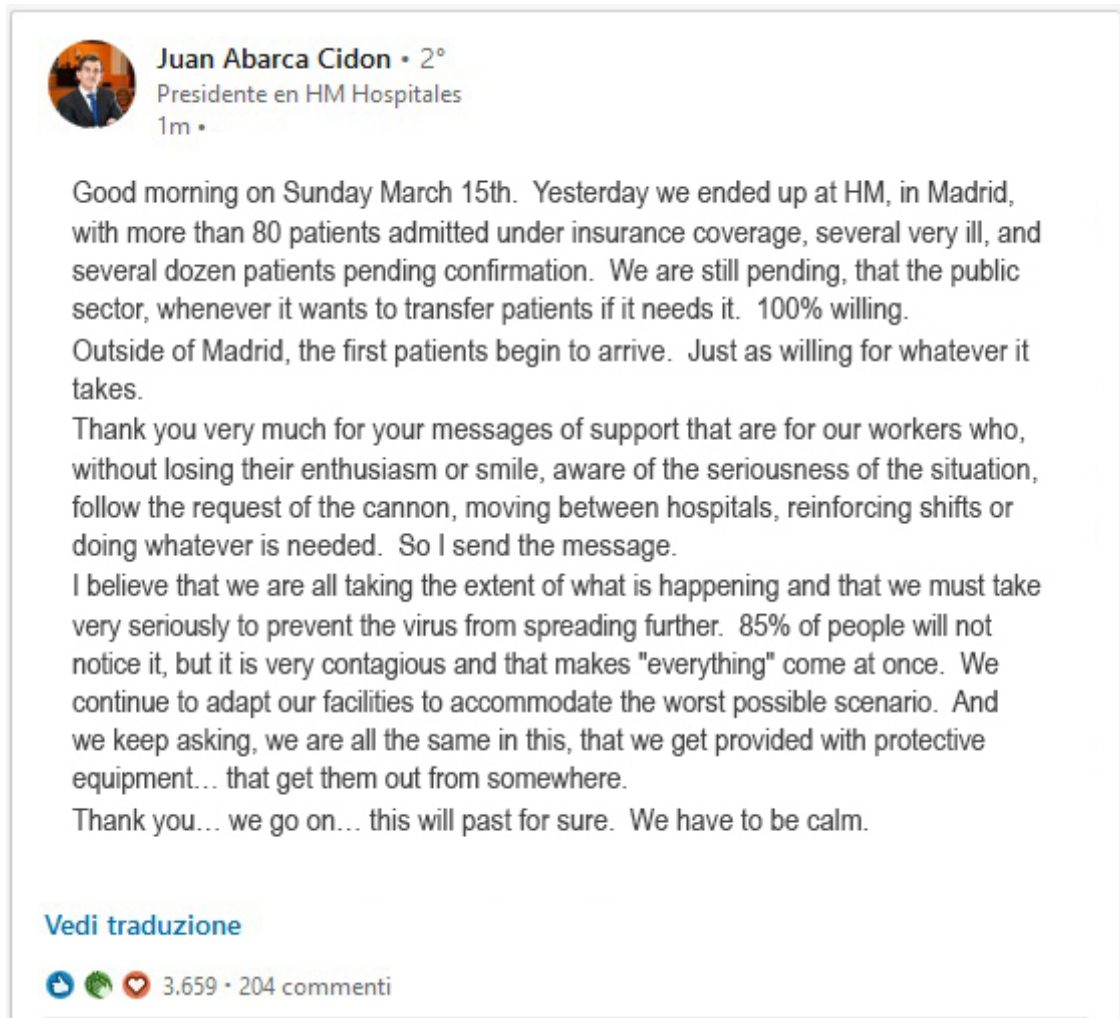 Juan Abarca Cidon • 2°
Presidente en HM Hospitales
1m •
Good morning on Sunday March 15th. Yesterday we ended up at HM, in Madrid,
with more than 80 patients admitted under insurance coverage, several very ill, and
several dozen patients pending confirmation. We are still pending, that the public
sector, whenever it wants to transfer patients if it needs it. 100% willing.
Outside of Madrid, the first patients begin to arrive. Just as willing for whatever it
takes.
Thank you very much for your messages of support that are for our workers who,
without losing their enthusiasm or smile, aware of the seriousness of the situation,
follow the request of the cannon, moving between hospitals, reinforcing shifts or
doing whatever is needed. So I send the message.
I believe that we are all taking the extent of what is happening and that we must take
very seriously to prevent the virus from spreading further. 85% of people will not
notice it, but it is very contagious and that makes "everything" come at once. We
continue to adapt our facilities to accommodate the worst possible scenario. And
we keep asking, we are all the same in this, that we get provided with protective
equipment… that get them out from somewhere.
Thank you… we go on… this will past for sure. We have to be calm.
Vedi traduzione
3.659 · 204 commenti